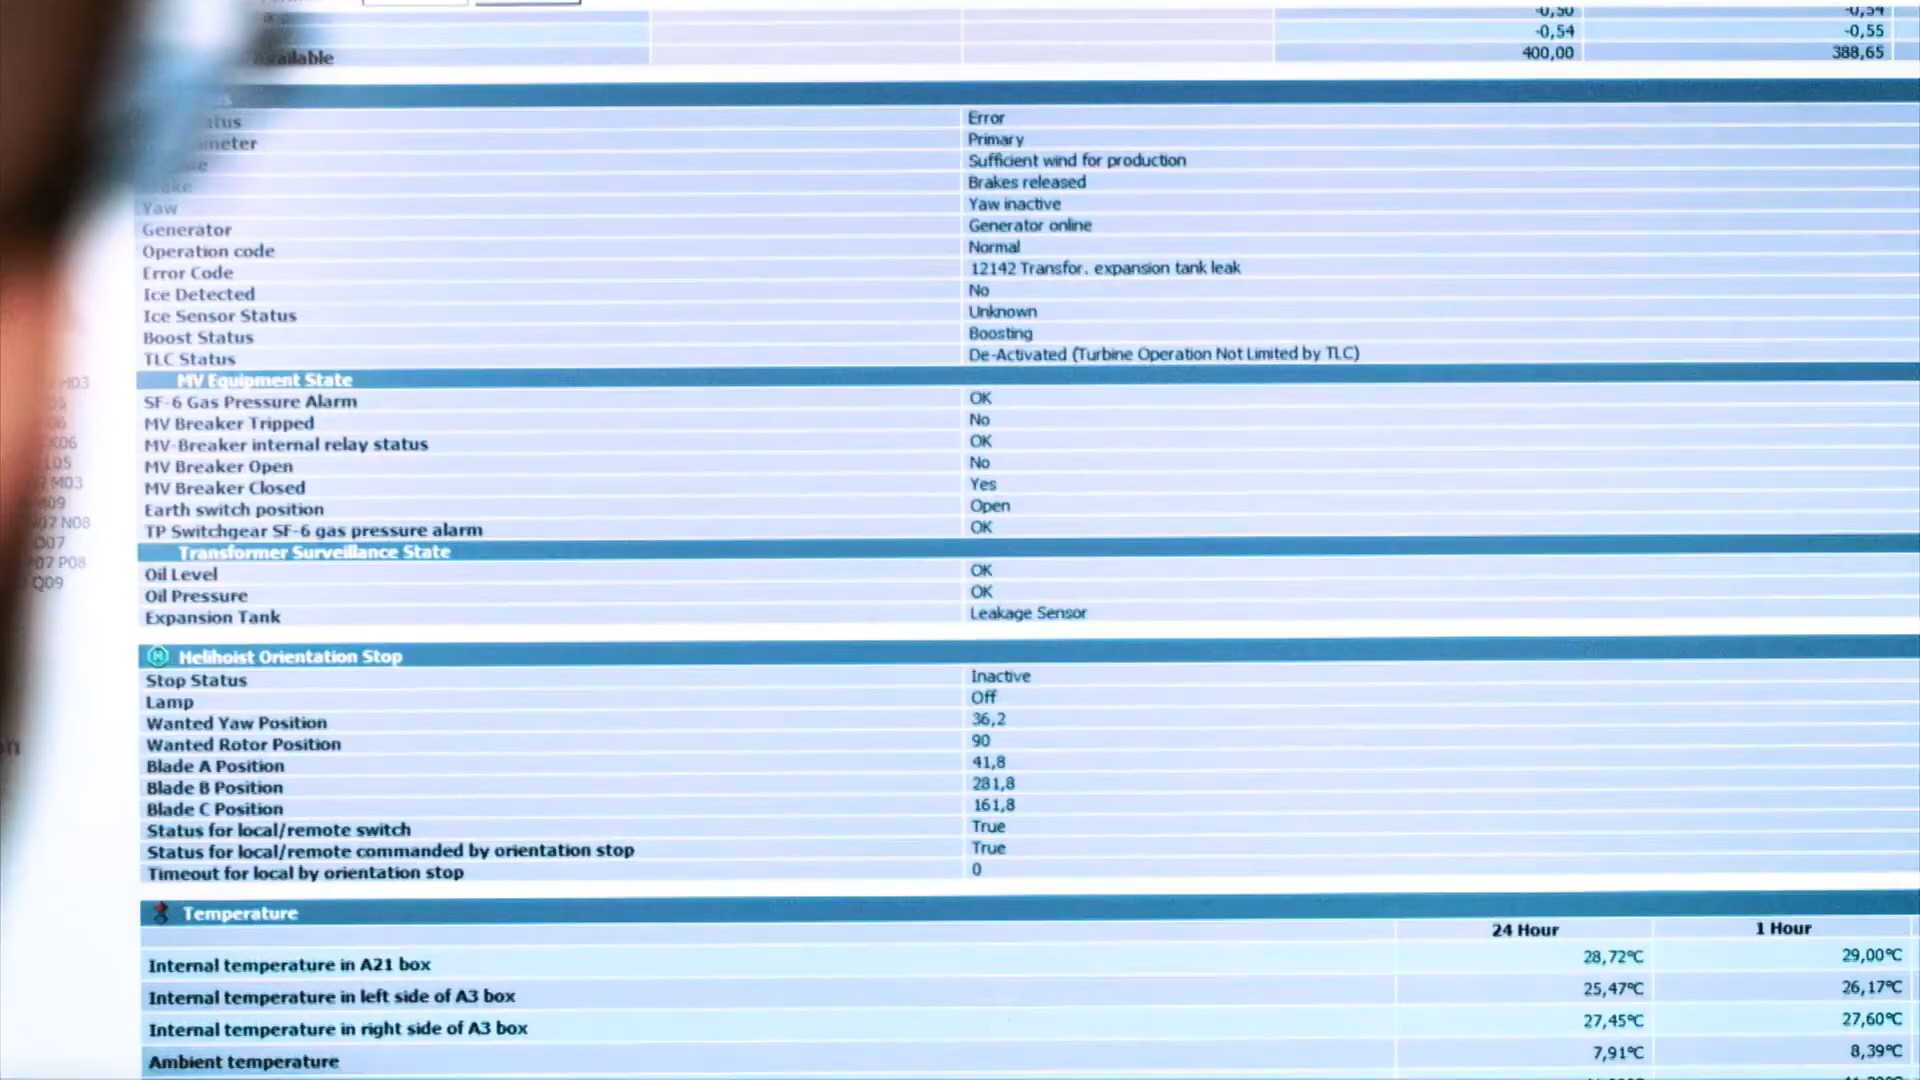 -0,50 -0,54
-0,54 -0,55
Available 400,00 388,65
Error
Primary
Sufficient wind for production
Brakes released
Yaw Yaw inactive
Generator Generator online
Operation code Normal
Error Code 12142 Transfor. expansion tank leak
Ice Detected No
Ice Sensor Status Unknown
Boost Status Boosting
TLC Status De-Activated (Turbine Operation Not Limited by TLC)
MV Equipment State
SF-6 Gas Pressure Alarm OK
MV Breaker Tripped No
MV-Breaker internal relay status OK
MV Breaker Open No
MV Breaker Closed Yes
Earth switch position Open
TP Switchgear SF-6 gas pressure alarm OK
Transformer Surveillance State
Oil Level OK
Oil Pressure OK
Expansion Tank Leakage Sensor
H Helihoist Orientation Stop
Stop Status Inactive
Lamp Off
Wanted Yaw Position 36,2
Wanted Rotor Position 90
Blade A Position 41,8
Blade B Position 281,8
Blade C Position 161,8
Status for local/remote switch True
Status for local/remote commanded by orientation stop True
Timeout for local by orientation stop 0
Temperature
24 Hour 1 Hour
Internal temperature in A21 box 28,72°C 29,00°C
Internal temperature in left side of A3 box 25,47°C 26,17°C
Internal temperature in right side of A3 box 27,45°C 27,60°C
Ambient temperature 7,91°C 8,39°C
H03
M03
N08
P08
Q09